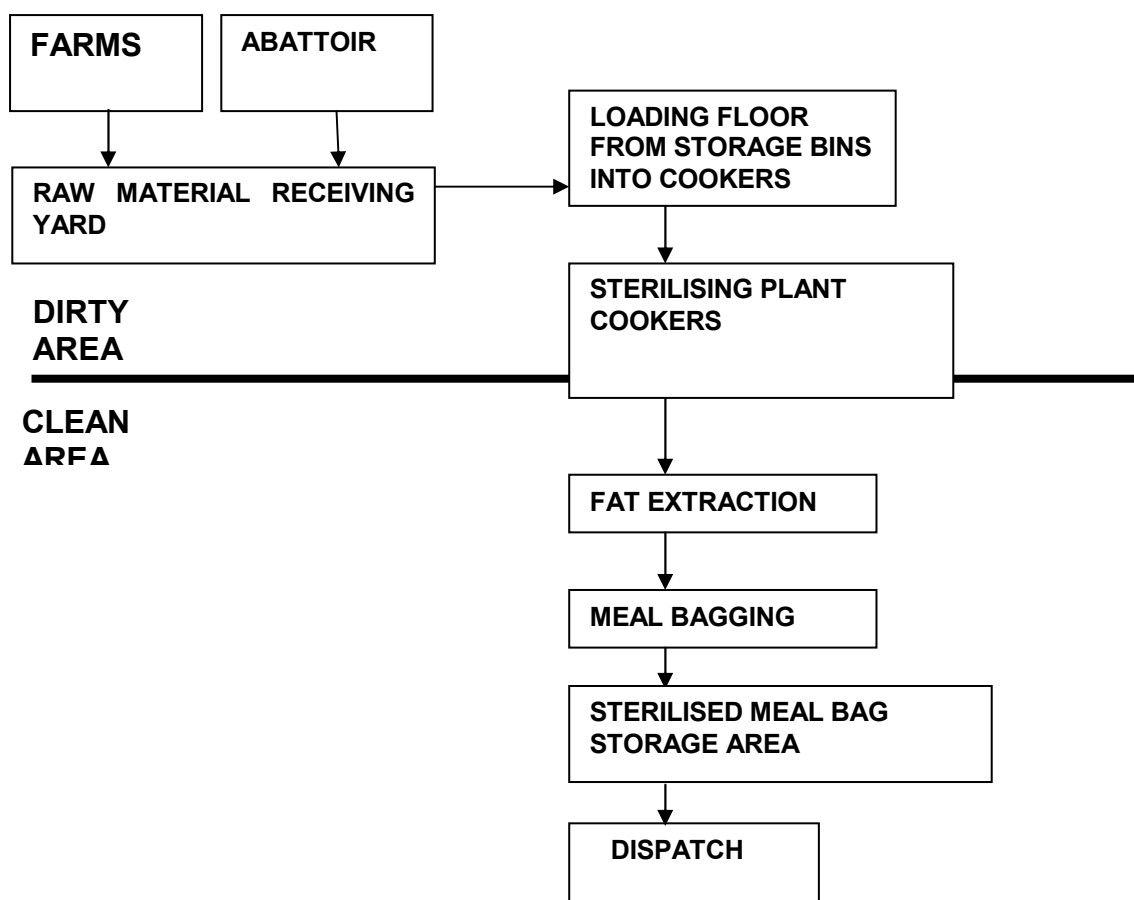 FARMS
ABATTOIR
LOADING FLOOR
FROM STORAGE BINS
INTO COOKERS
RAW MATERIAL RECEIVING
YARD
STERILISING PLANT
COOKERS
DIRTY
AREA
CLEAN
AREA
FAT EXTRACTION
MEAL BAGGING
STERILISED MEAL BAG
STORAGE AREA
DISPATCH